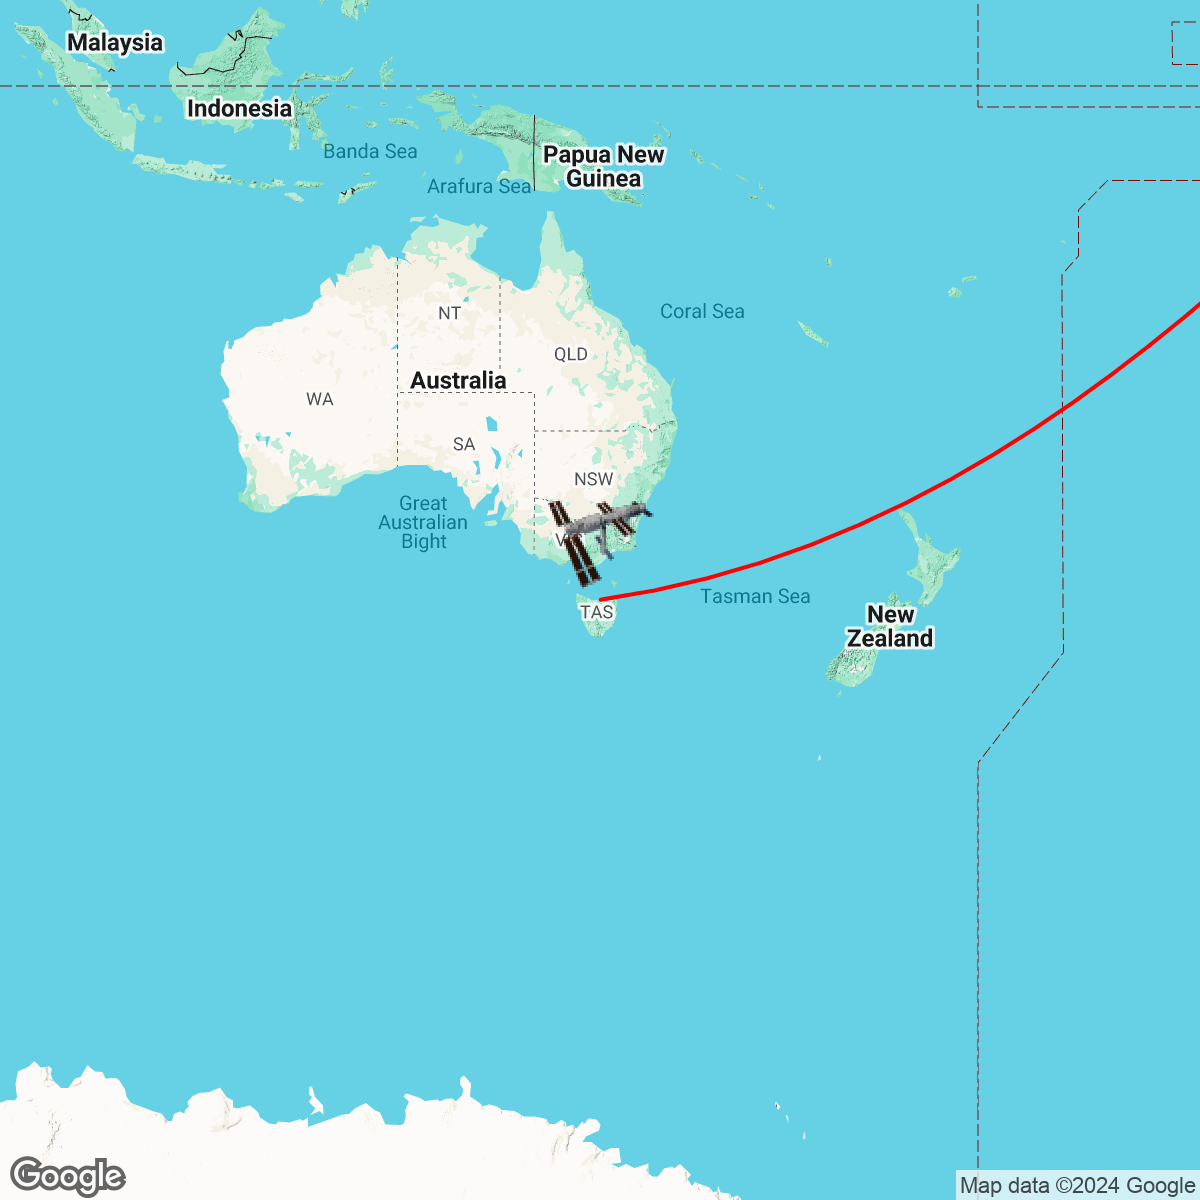 Malaysia
Indonesia
Banda Sea
Arafura Sea
Papua New
Guinea
Coral Sea
NT
QLD
Australia
WA
SA
NSW
Great
Australian
Bight
TAS
Tasman Sea
New
Zealand
Google
Map data ©2024 Google